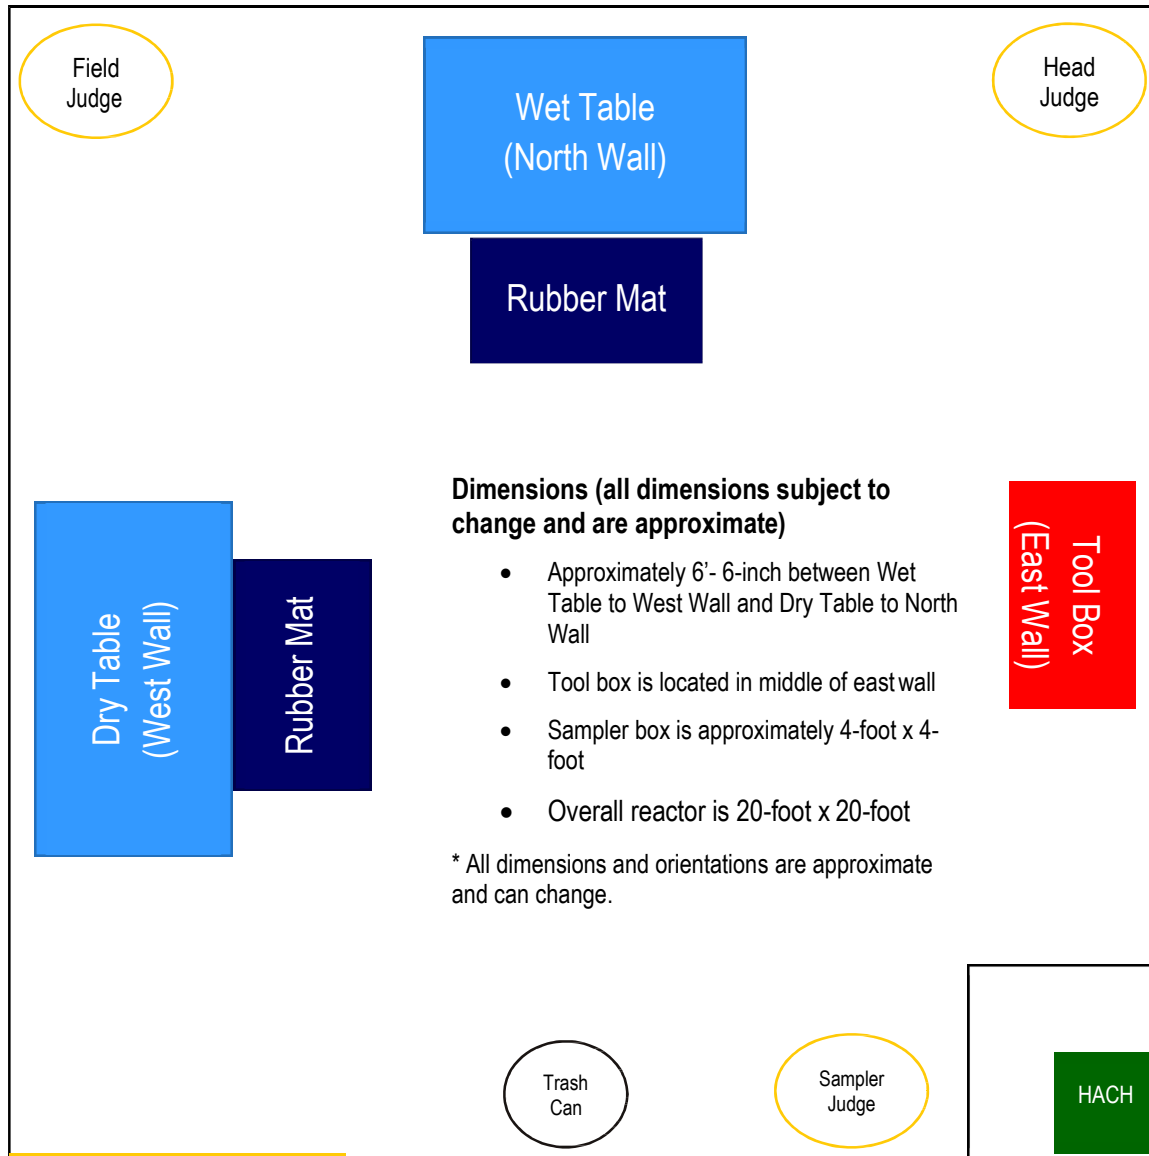 Field
Judge
Wet Table
(North Wall)
Head
Judge
Rubber Mat
Dimensions (all dimensions subject to
change and are approximate)
• Approximately 6’- 6-inch between Wet
Table to West Wall and Dry Table to North
Wall
• Tool box is located in middle of east wall
• Sampler box is approximately 4-foot x 4-
foot
• Overall reactor is 20-foot x 20-foot
* All dimensions and orientations are approximate
and can change.
Dry Table
(West Wall)
Rubber Mat
Tool Box
(East Wall)
Trash
Can
Sampler
Judge
HACH